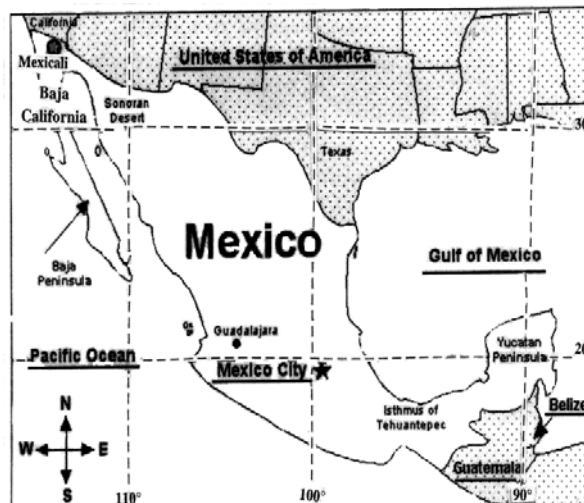 California
United States of America
Mexicali
Baja
California
Sonoran
Desert
30
Texas
Mexico
Gulf of Mexico
Baja
Peninsula
Guadalajara
Yucatan
Peninsula
20
Pacific Ocean
Mexico City
Isthmus of
Tehuantepec
Belize
N
W
E
S
Guatemala
110°
100°
90°